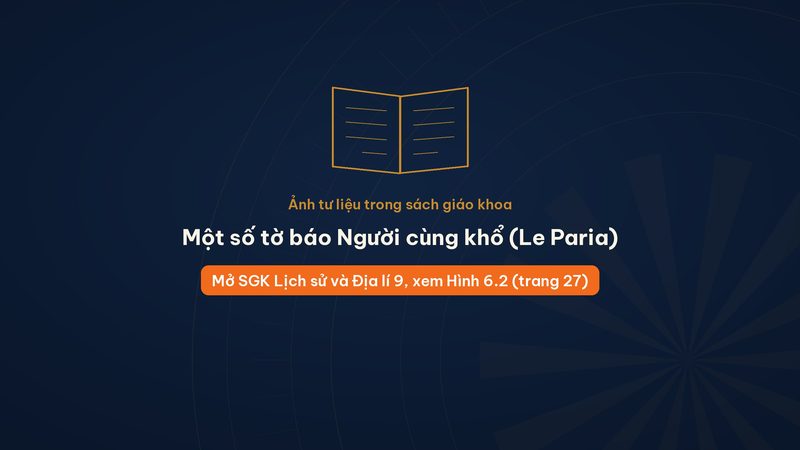 Ảnh tư liệu trong sách giáo khoa
Một số tờ báo Người cùng khổ (Le Paria)
Mở SGK Lịch sử và Địa lí 9, xem Hình 6.2 (trang 27)